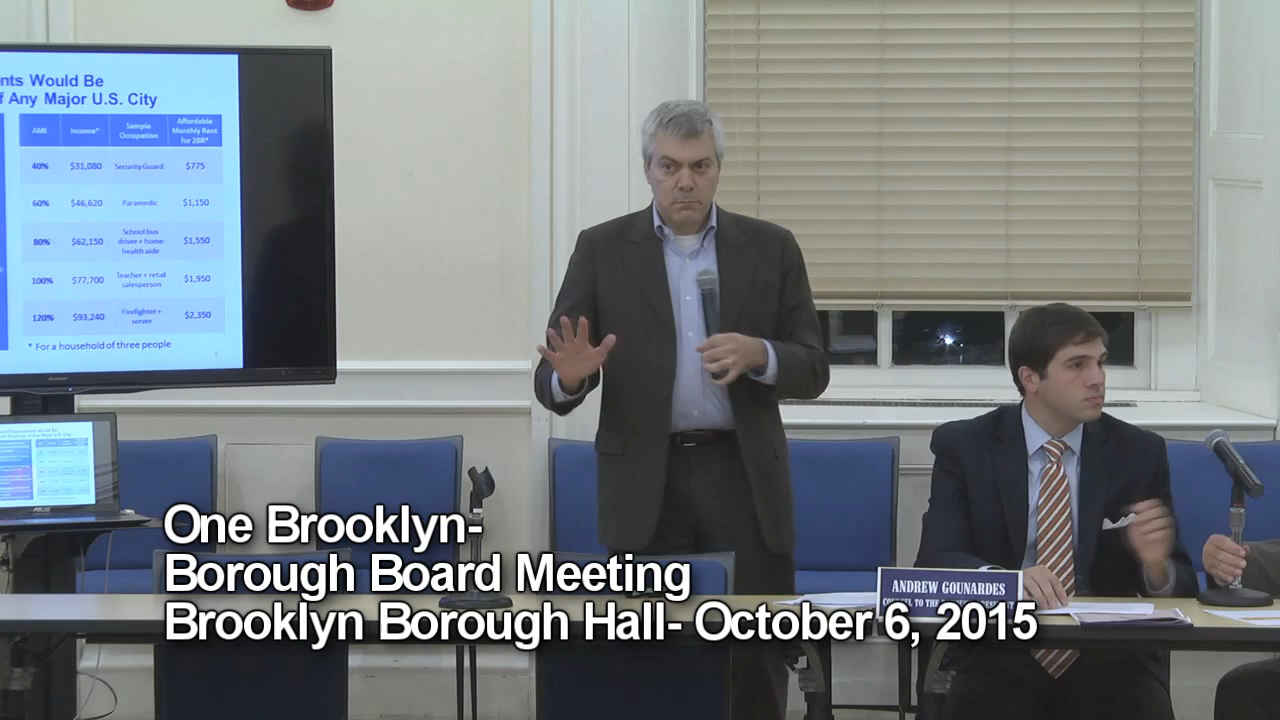 nts Would Be
f Any Major U.S. City
AMI Income* Sample Occupation Affordable Monthly Rent for 2BR*
40% $31,080 Security Guard $775
60% $46,620 Paramedic $1,150
80% $62,150 School bus driver + home health aide $1,550
100% $77,700 Teacher + retail salesperson $1,950
120% $93,240 Firefighter + server $2,350
* For a household of three people
ASUS
ANDREW GOUNARDES
TO THE
One Brooklyn-
Borough Board Meeting
Brooklyn Borough Hall- October 6, 2015